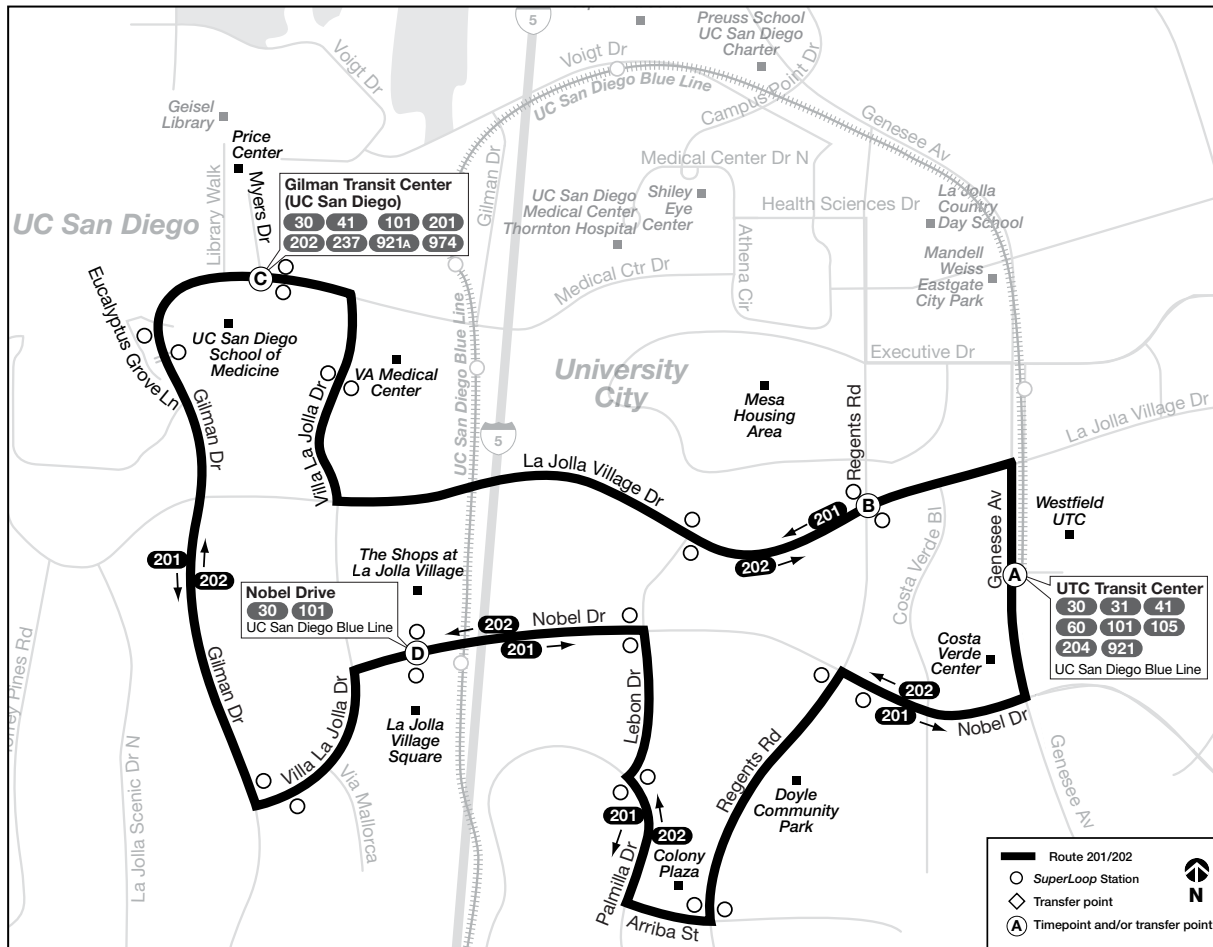 5
Preuss School
UC San Diego
Charter
Voigt Dr
Voigt Dr
UC San Diego Blue Line
Campus Point Dr
Genesee Av
Geisel
Library
Price
Center
Library Walk
Myers Dr
Gilman Transit Center
(UC San Diego)
30 41 101 201
202 237 921A 974
Gilman Dr
Medical Center Dr N
UC San Diego
Medical Center
Thornton Hospital
Shiley
Eye
Center
Health Sciences Dr
La Jolla
Country
Day School
UC San Diego
Athena Cir
Mandell
Weiss
Eastgate
City Park
Medical Ctr Dr
C
Eucalyptus Grove Ln
UC San Diego
School of
Medicine
VA Medical
Center
UC San Diego Blue Line
University
City
Executive Dr
Mesa
Housing
Area
Regents Rd
La Jolla Village Dr
Gilman Dr
Villa La Jolla Dr
5
La Jolla Village Dr
B
201
202
Costa Verde Bl
Genesee Av
Westfield
UTC
A
UTC Transit Center
30 31 41
60 101 105
204 921
UC San Diego Blue Line
201
202
The Shops at
La Jolla Village
Nobel Drive
30 101
UC San Diego Blue Line
D
202
201
Nobel Dr
Costa
Verde
Center
202
201
Nobel Dr
Gilman Dr
Villa La Jolla Dr
La Jolla
Village
Square
Lebon Dr
Regents Rd
Doyle
Community
Park
Genesee Av
Torrey Pines Rd
La Jolla Scenic Dr N
Via Mallorca
201
202
Colony
Plaza
Palmilla Dr
Arriba St
Route 201/202
SuperLoop Station
Transfer point
A Timepoint and/or transfer point
N